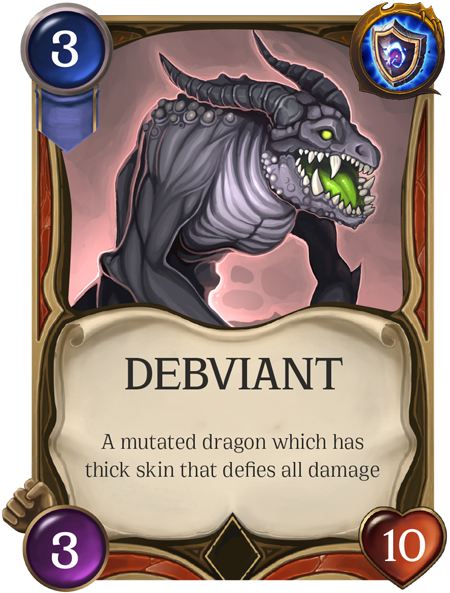 3
DEBVIANT
A mutated dragon which has
thick skin that defies all damage
3
10